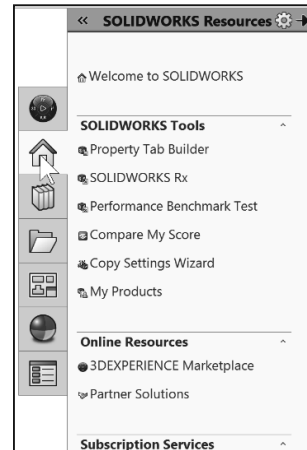 « SOLIDWORKS Resources
Welcome to SOLIDWORKS
SOLIDWORKS Tools
Property Tab Builder
SOLIDWORKS Rx
Performance Benchmark Test
Compare My Score
Copy Settings Wizard
My Products
Online Resources
3DEXPERIENCE Marketplace
Partner Solutions
Subscription Services